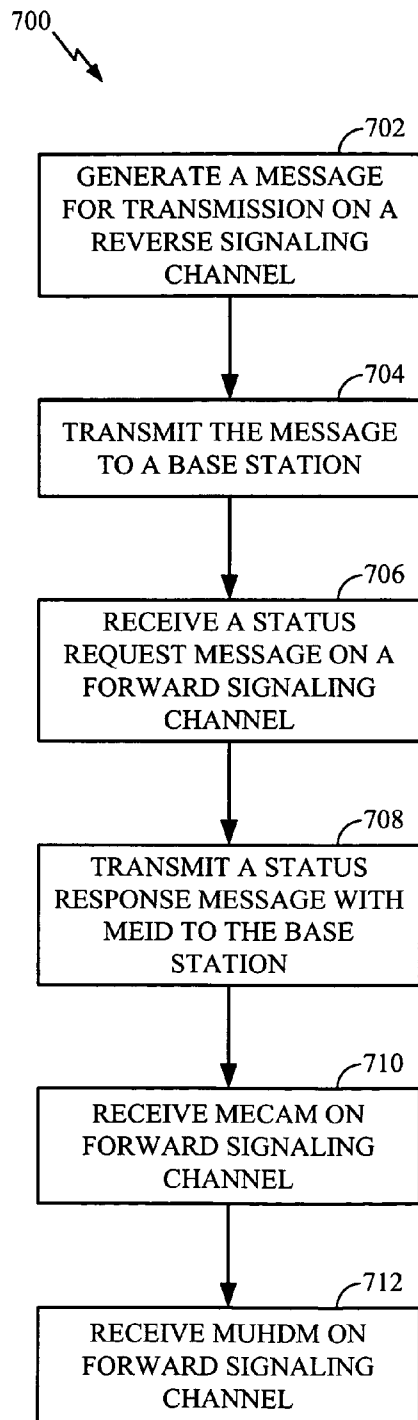 700
702
GENERATE A MESSAGE
FOR TRANSMISSION ON A
REVERSE SIGNALING
CHANNEL
704
TRANSMIT THE MESSAGE
TO A BASE STATION
706
RECEIVE A STATUS
REQUEST MESSAGE ON A
FORWARD SIGNALING
CHANNEL
708
TRANSMIT A STATUS
RESPONSE MESSAGE WITH
MEID TO THE BASE
STATION
710
RECEIVE MECAM ON
FORWARD SIGNALING
CHANNEL
712
RECEIVE MUHDM ON
FORWARD SIGNALING
CHANNEL